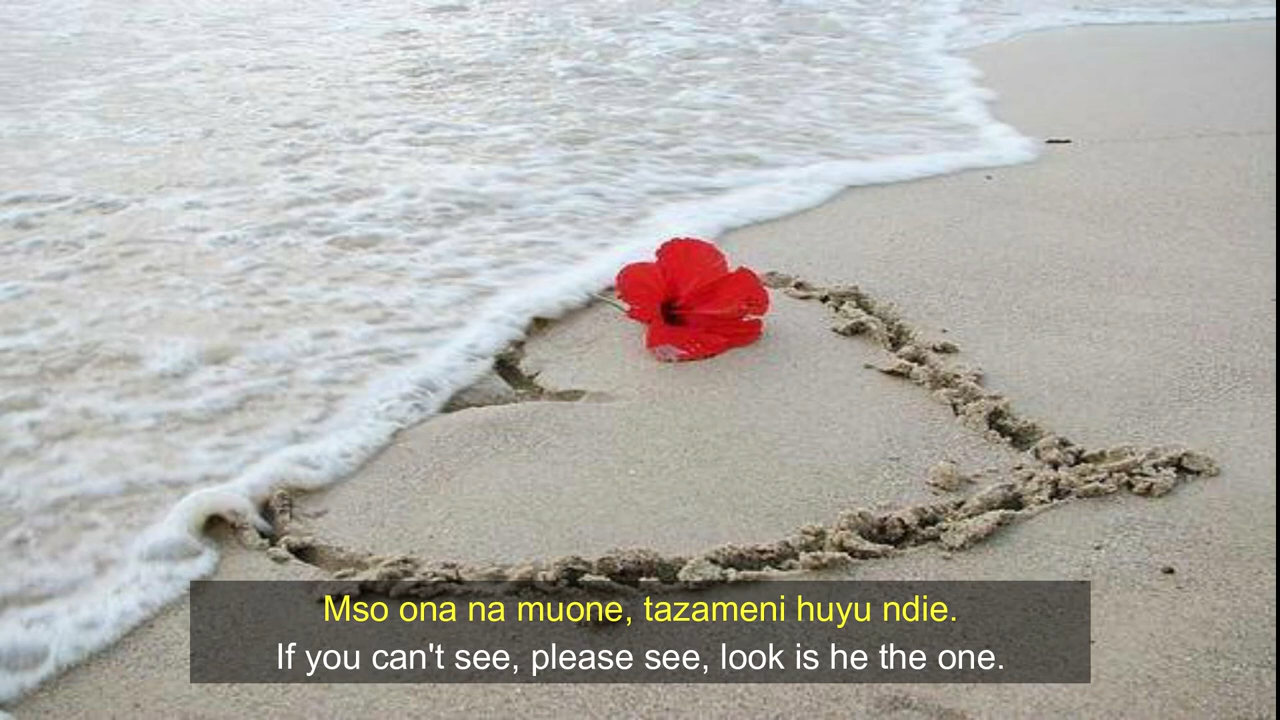 Mso ona na muone, tazameni huyu ndie.
If you can't see, please see, look is he the one.